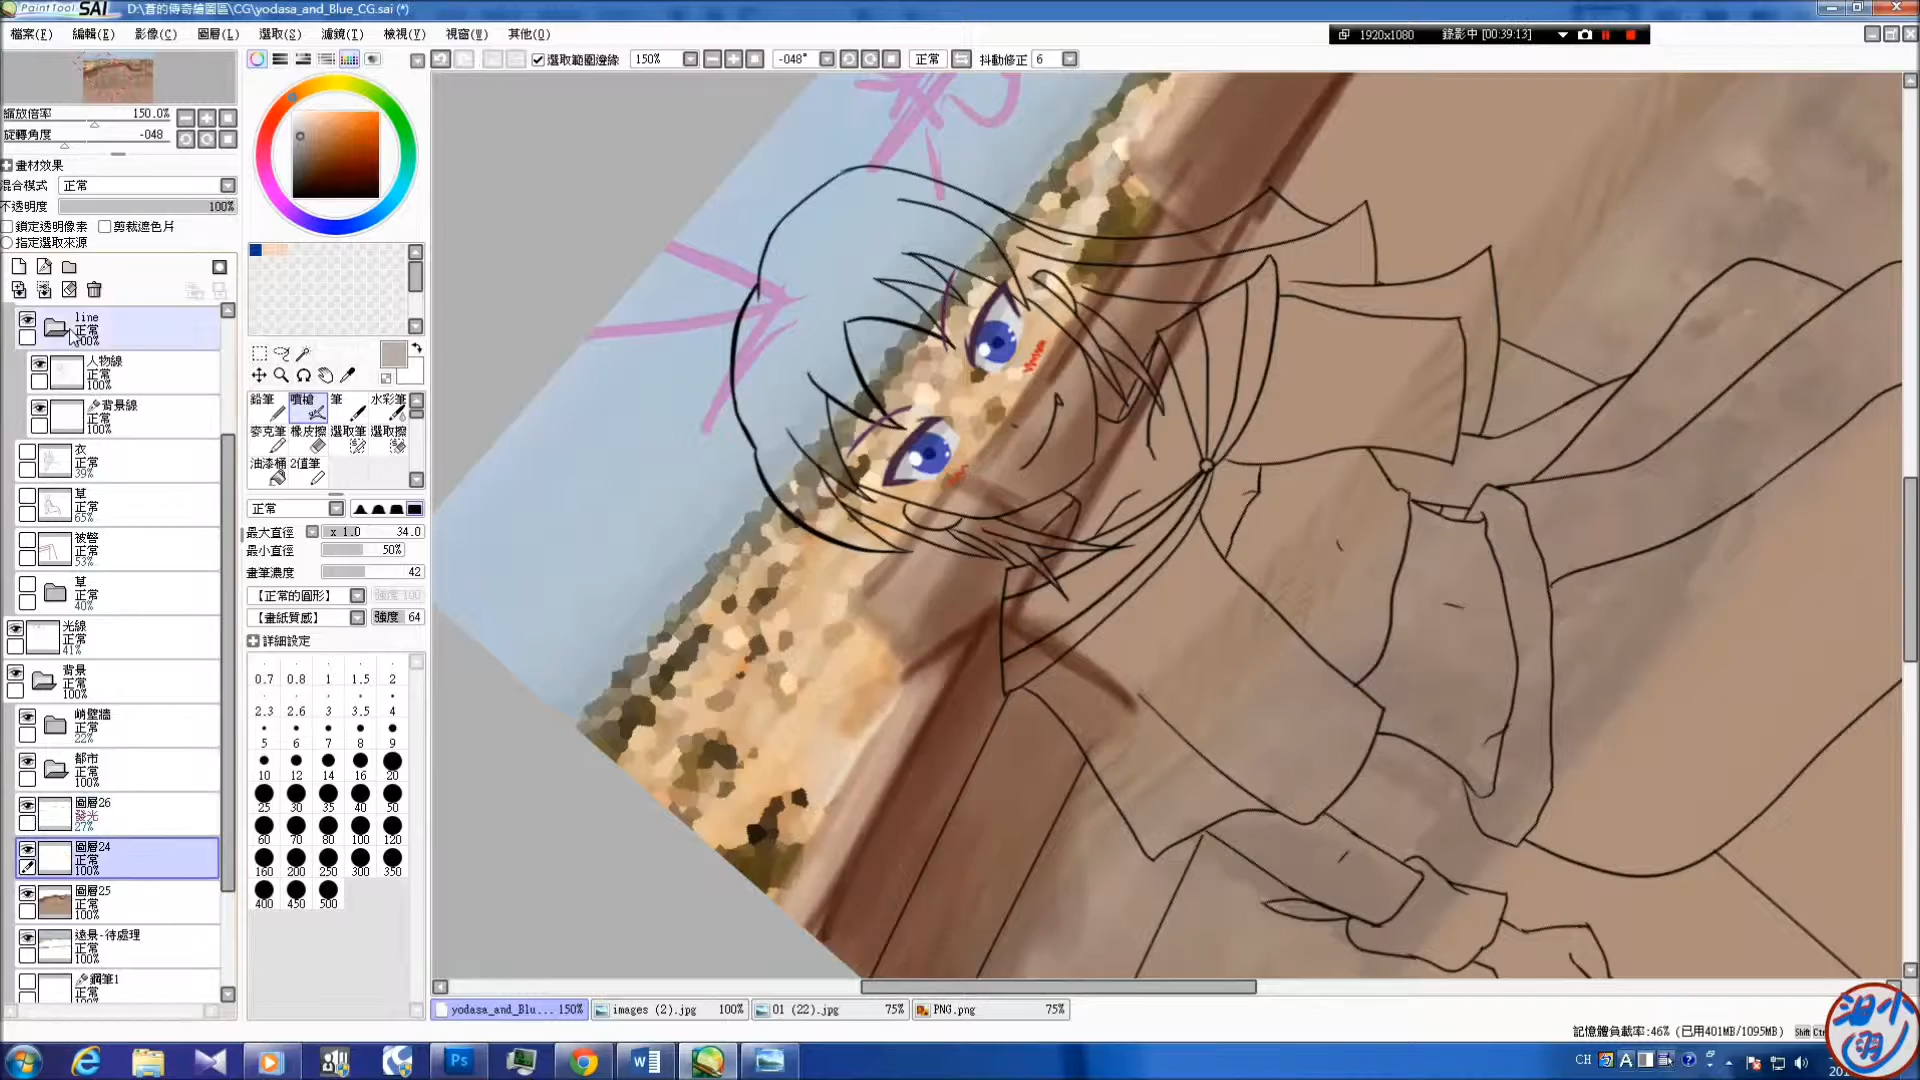 PaintTool SAI D:\蒼的傳奇繪圖區\CG\yodasa_and_Blue_CG.sai (*)
檔案(F) 編輯(E) 影像(C) 圖層(L) 選取(S) 濾鏡(T) 檢視(V) 視窗(W) 其他(O)
1920x1080 錄影中 [00:39:13]
選取範圍邊緣 150% -048° 正常 抖動修正 6
縮放倍率 150.0%
旋轉角度 -048
畫材效果
混合模式 正常
不透明度 100%
鎖定透明像素 剪裁遮色片
指定選取來源
line
正常
100%
人物線
正常
100%
背景線
正常
100%
衣
正常
39%
草
正常
65%
被警
正常
53%
草
正常
40%
光線
正常
41%
背景
正常
100%
峭壁牆
正常
22%
都市
正常
100%
圖層26
發光
27%
圖層24
正常
100%
圖層25
正常
100%
遠景-待處理
正常
100%
鋼筆1
正常
鉛筆 噴槍 筆 水彩筆
麥克筆 橡皮擦 選取筆 選取擦
油漆桶 2值筆
正常
最大直徑 x 1.0 34.0
最小直徑 50%
畫筆濃度 42
【正常的圓形】 強度 100
【畫紙質感】 強度 64
詳細設定
0.7 0.8 1 1.5 2
2.3 2.6 3 3.5 4
5 6 7 8 9
10 12 14 16 20
25 30 35 40 50
60 70 80 100 120
160 200 250 300 350
400 450 500
yodasa_and_Blu... 150% images (2).jpg 100% 01 (22).jpg 75% PNG.png 75%
記憶體負載率:46% (已用401MB/1095MB) Shift Ctr
Ps W CH A